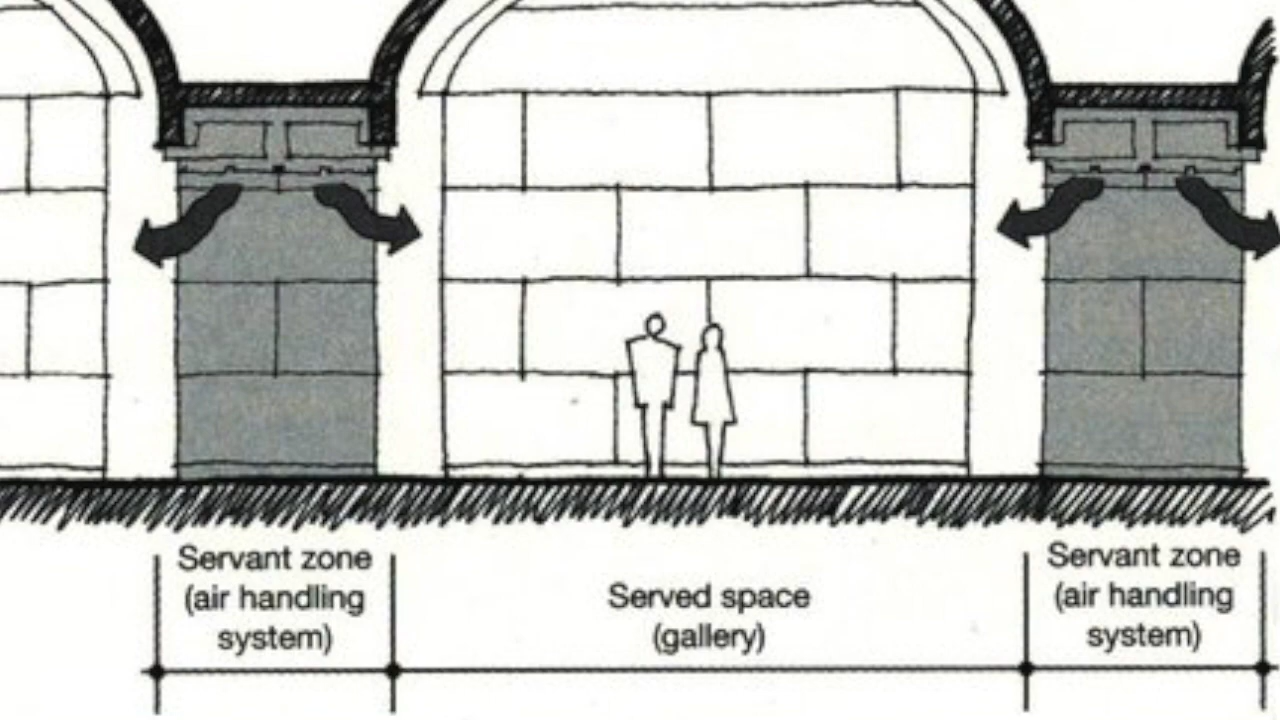 Servant zone
(air handling
system)
Served space
(gallery)
Servant zone
(air handling
system)